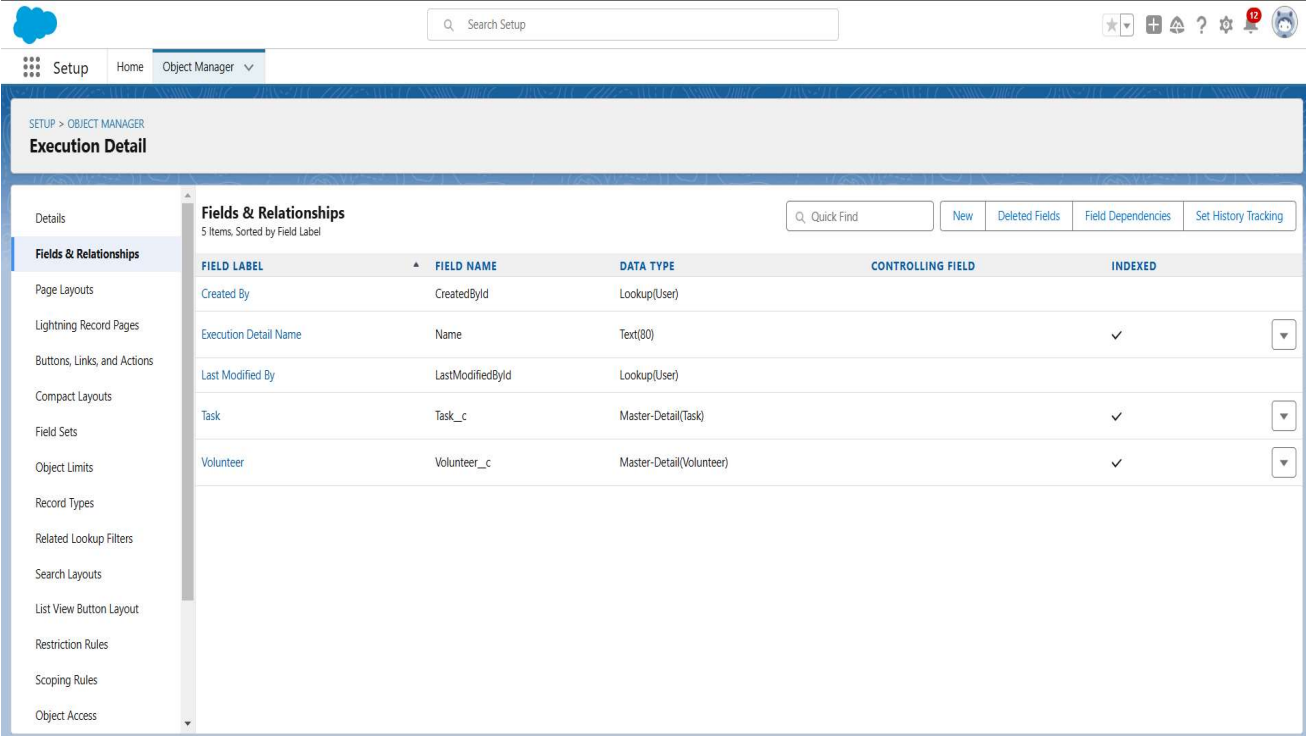 Search Setup
12
Setup
Home
Object Manager
SETUP > OBJECT MANAGER
Execution Detail
Details
Fields & Relationships
Page Layouts
Lightning Record Pages
Buttons, Links, and Actions
Compact Layouts
Field Sets
Object Limits
Record Types
Related Lookup Filters
Search Layouts
List View Button Layout
Restriction Rules
Scoping Rules
Object Access
Fields & Relationships
5 Items, Sorted by Field Label
Quick Find
New
Deleted Fields
Field Dependencies
Set History Tracking
FIELD LABEL FIELD NAME DATA TYPE CONTROLLING FIELD INDEXED
Created By CreatedById Lookup(User)
Execution Detail Name Name Text(80)
Last Modified By LastModifiedById Lookup(User)
Task Task__c Master-Detail(Task)
Volunteer Volunteer__c Master-Detail(Volunteer)